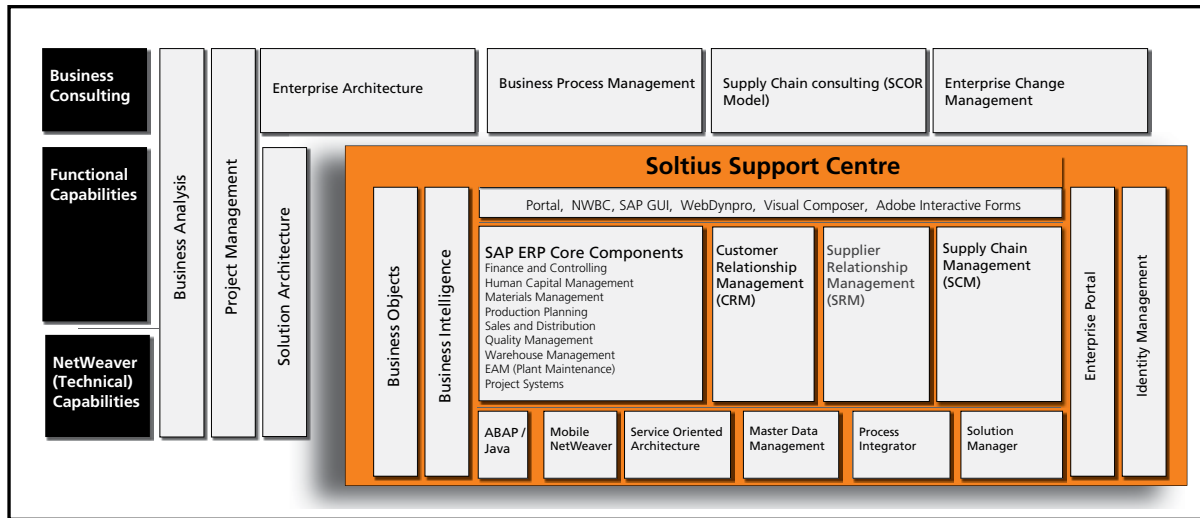 Business
Consulting
Enterprise Architecture
Business Process Management
Supply Chain consulting (SCOR
Model)
Enterprise Change
Management
Functional
Capabilities
NetWeaver
(Technical)
Capabilities
Business Analysis
Project Management
Solution Architecture
Soltius Support Centre
Business Objects
Business Intelligence
Portal, NWBC, SAP GUI, WebDynpro, Visual Composer, Adobe Interactive Forms
SAP ERP Core Components
Finance and Controlling
Human Capital Management
Materials Management
Production Planning
Sales and Distribution
Quality Management
Warehouse Management
EAM (Plant Maintenance)
Project Systems
Customer
Relationship
Management
(CRM)
Supplier
Relationship
Management
(SRM)
Supply Chain
Management
(SCM)
ABAP /
Java
Mobile
NetWeaver
Service Oriented
Architecture
Master Data
Management
Process
Integrator
Solution
Manager
Enterprise Portal
Identity Management